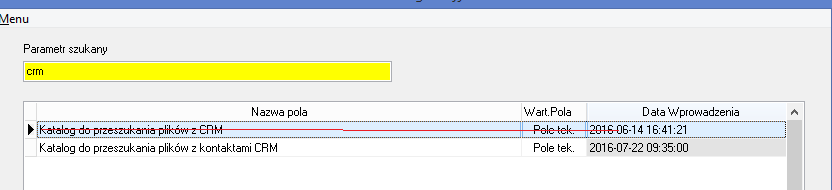 Menu
Parametr szukany
crm
Nazwa pola Wart.Pola Data Wprowadzenia
Katalog do przeszukania plików z CRM Pole tek. 2016-06-14 16:41:21
Katalog do przeszukania plików z kontaktami CRM Pole tek. 2016-07-22 09:35:00